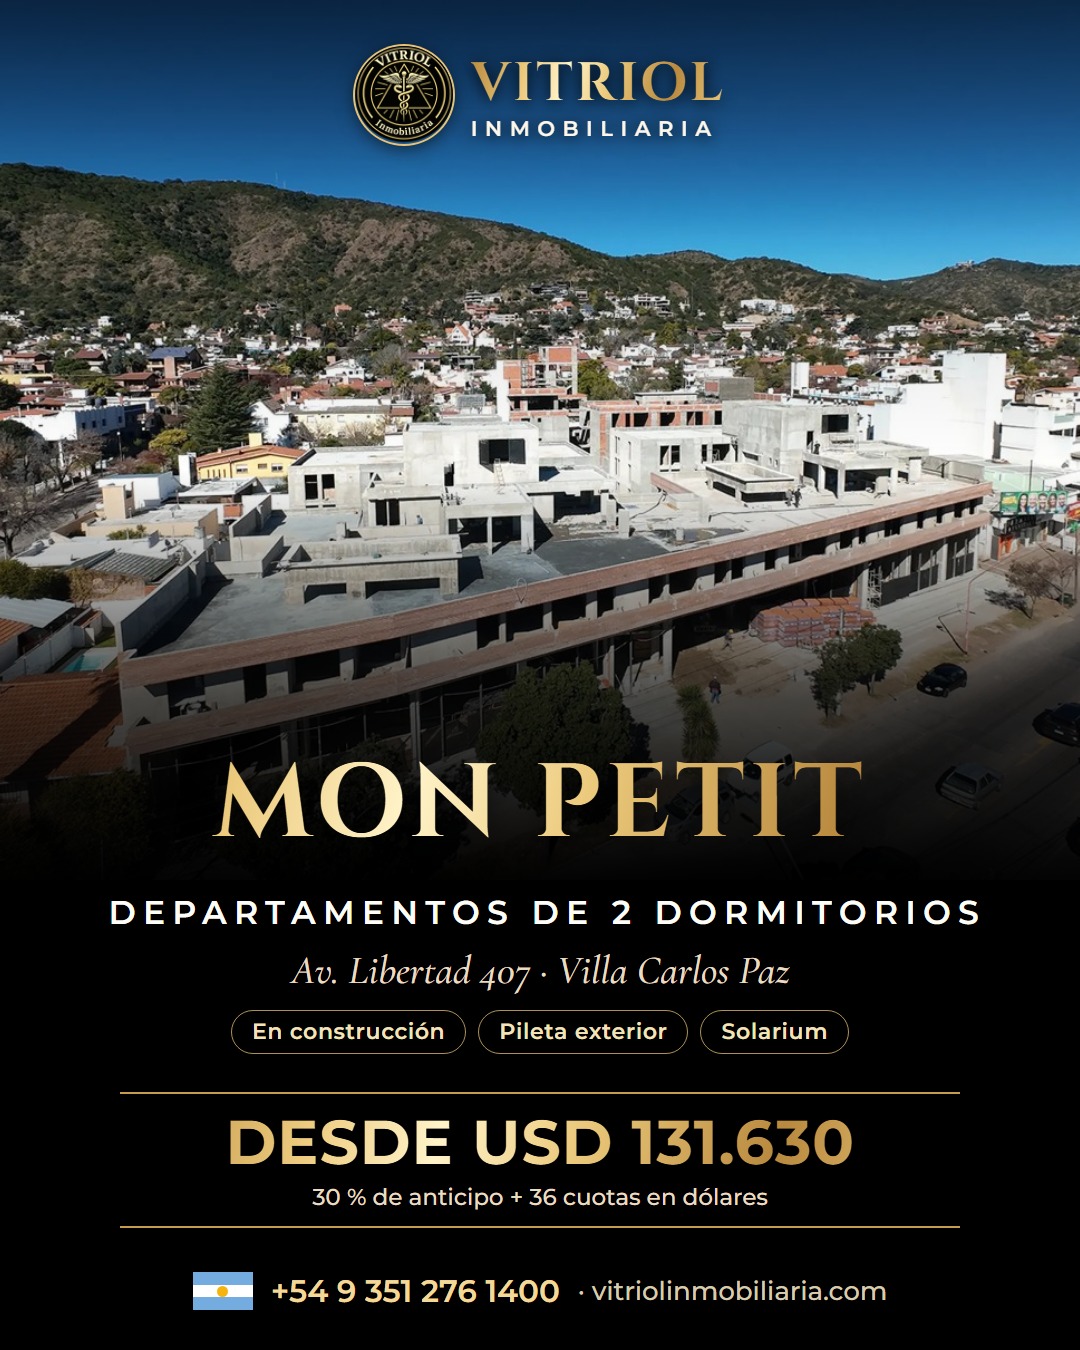 VITRIOL
Inmobiliaria
VITRIOL
INMOBILIARIA
MON PETIT
DEPARTAMENTOS DE 2 DORMITORIOS
Av. Libertad 407 · Villa Carlos Paz
En construcción
Pileta exterior
Solarium
DESDE USD 131.630
30 % de anticipo + 36 cuotas en dólares
+54 9 351 276 1400 · vitriolinmobiliaria.com